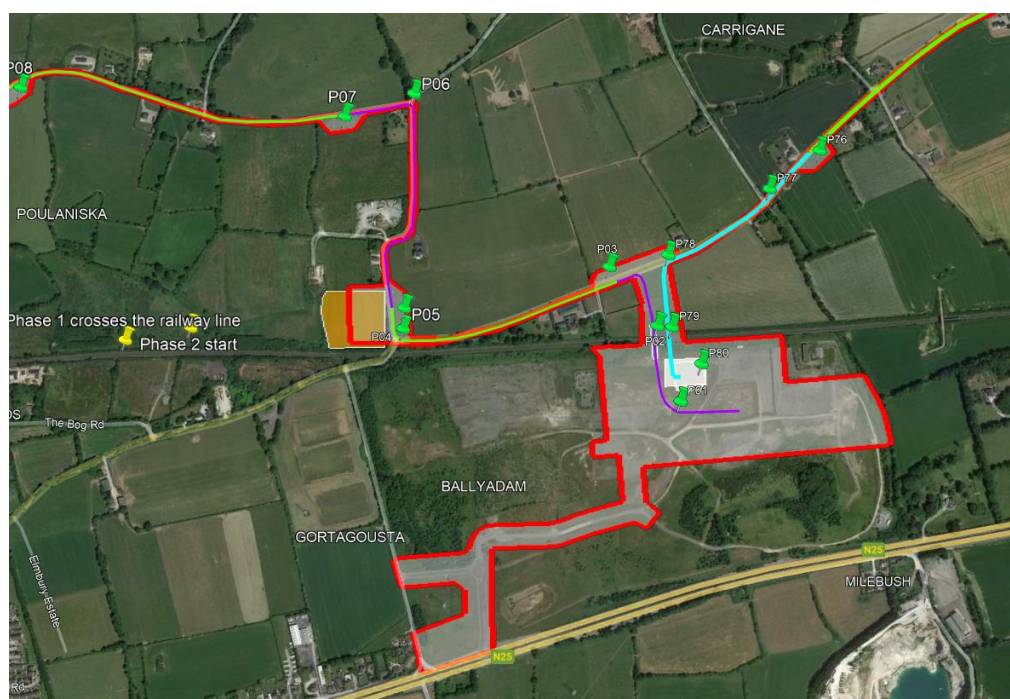 CARRIGANE
P08
P06
P07
P76
P77
POULANISKA
P78
P03
P05
Phase 1 crosses the railway line
P04
P79
P02
Phase 2 start
P80
P01
The Bog Rd
BALLYADAM
GORTAGOUSTA
N25
MILEBUSH
Elmbury Estate
N25
Rd